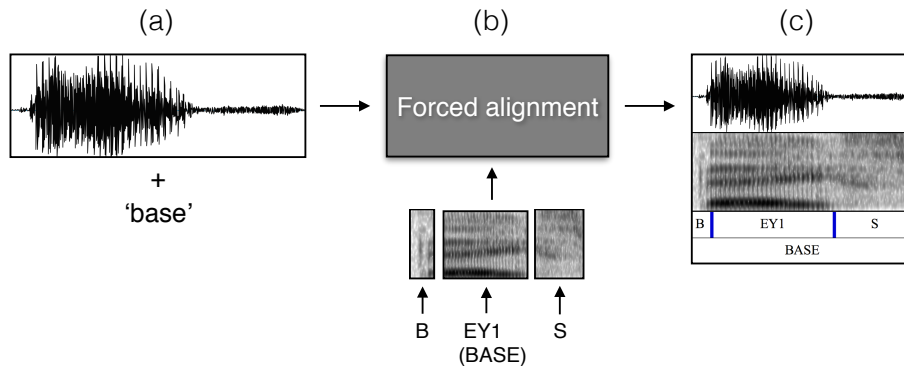 (a)
(b)
(c)
+
'base'
Forced alignment
B
EY1
S
(BASE)
B EY1 S
BASE